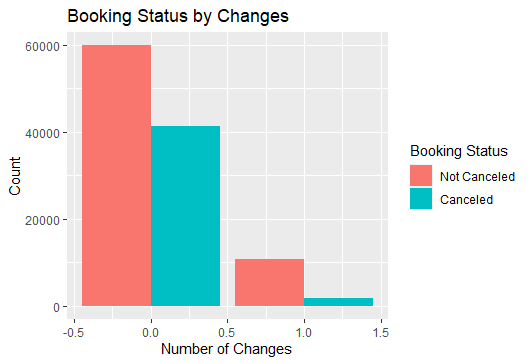 Booking Status by Changes
60000
40000
20000
0
Count
-0.5 0.0 0.5 1.0 1.5
Number of Changes
Booking Status
Not Canceled
Canceled